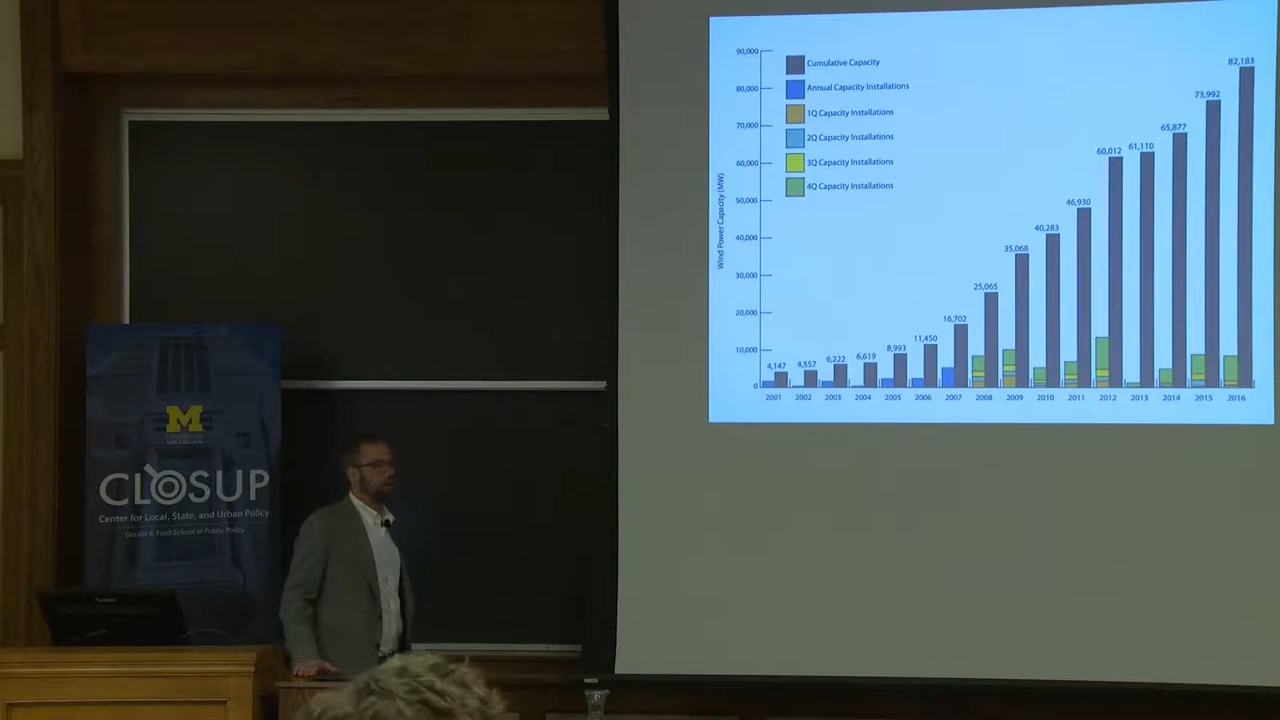 M
CLOSUP
Center for Local, State, and Urban Policy
Gerald R. Ford School of Public Policy
90,000
80,000
70,000
60,000
50,000
40,000
30,000
20,000
10,000
0
Wind Power Capacity (MW)
Cumulative Capacity
Annual Capacity Installations
1Q Capacity Installations
2Q Capacity Installations
3Q Capacity Installations
4Q Capacity Installations
4,147
4,557
6,222
6,619
8,993
11,450
16,702
25,065
35,068
40,283
46,930
60,012
61,110
65,877
73,992
82,183
2001 2002 2003 2004 2005 2006 2007 2008 2009 2010 2011 2012 2013 2014 2015 2016